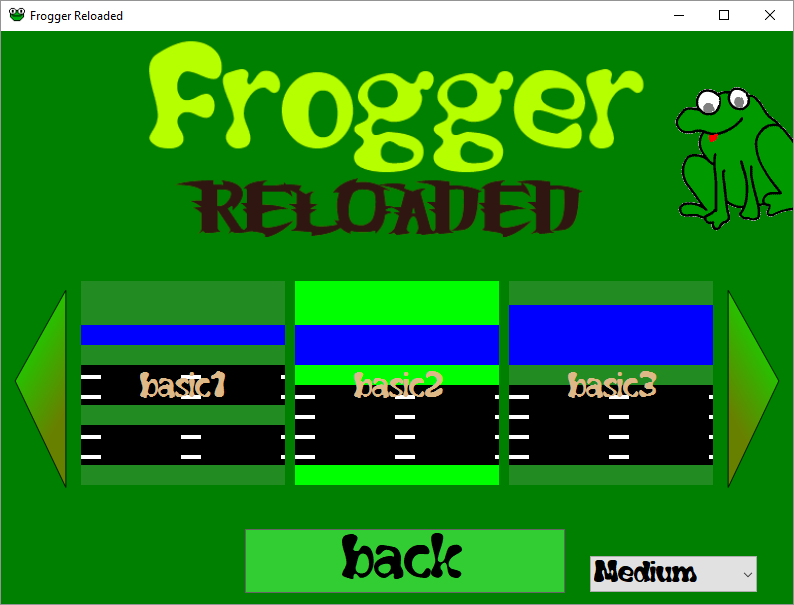 Frogger Reloaded
Frogger
RELOADED
basic1 basic2 basic3
back
Medium